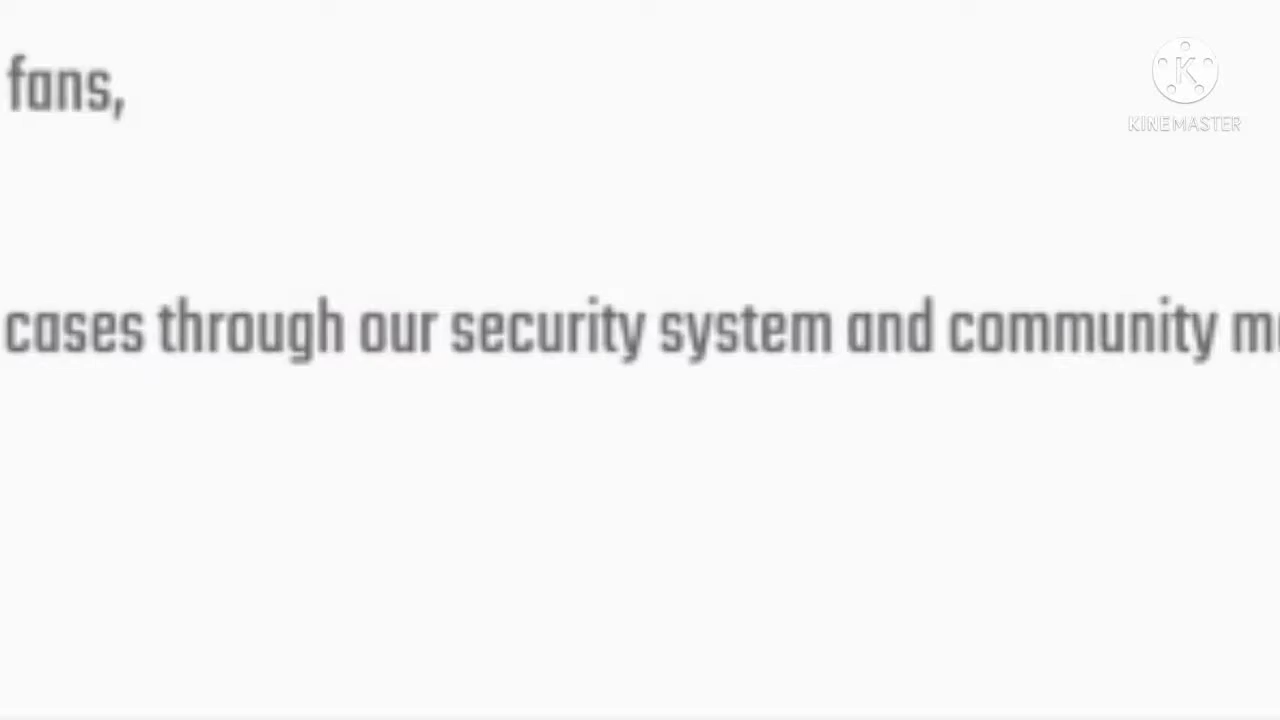 fans,
K
KINEMASTER
cases through our security system and community